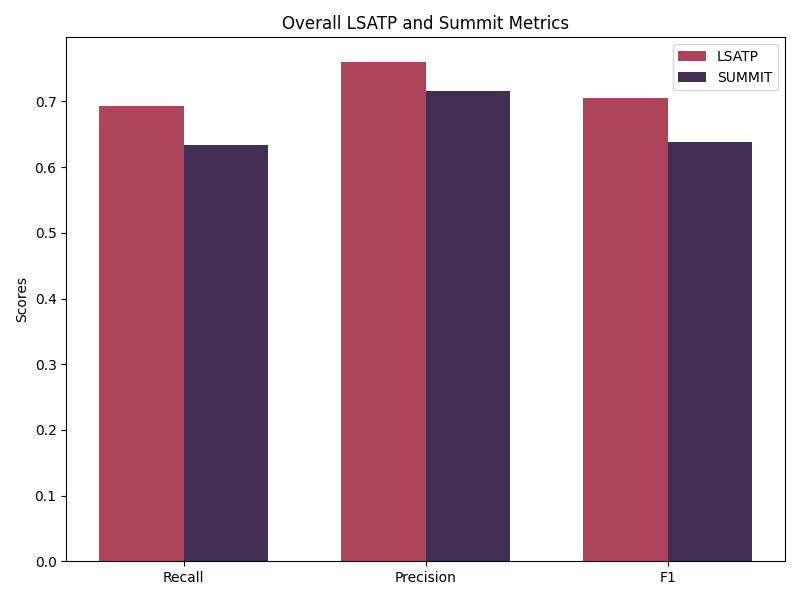 Overall LSATP and Summit Metrics
LSATP
SUMMIT
Scores
0.7
0.6
0.5
0.4
0.3
0.2
0.1
0.0
Recall
Precision
F1